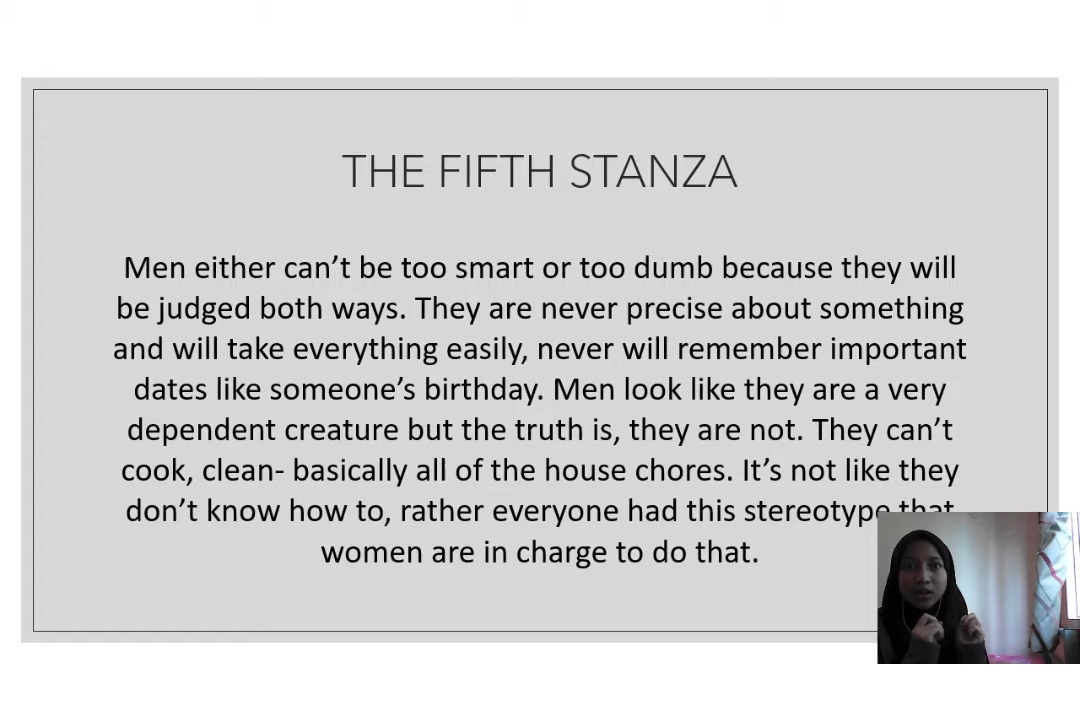 THE FIFTH STANZA
Men either can’t be too smart or too dumb because they will
be judged both ways. They are never precise about something
and will take everything easily, never will remember important
dates like someone’s birthday. Men look like they are a very
dependent creature but the truth is, they are not. They can’t
cook, clean- basically all of the house chores. It’s not like they
don’t know how to, rather everyone had this stereotype that
women are in charge to do that.